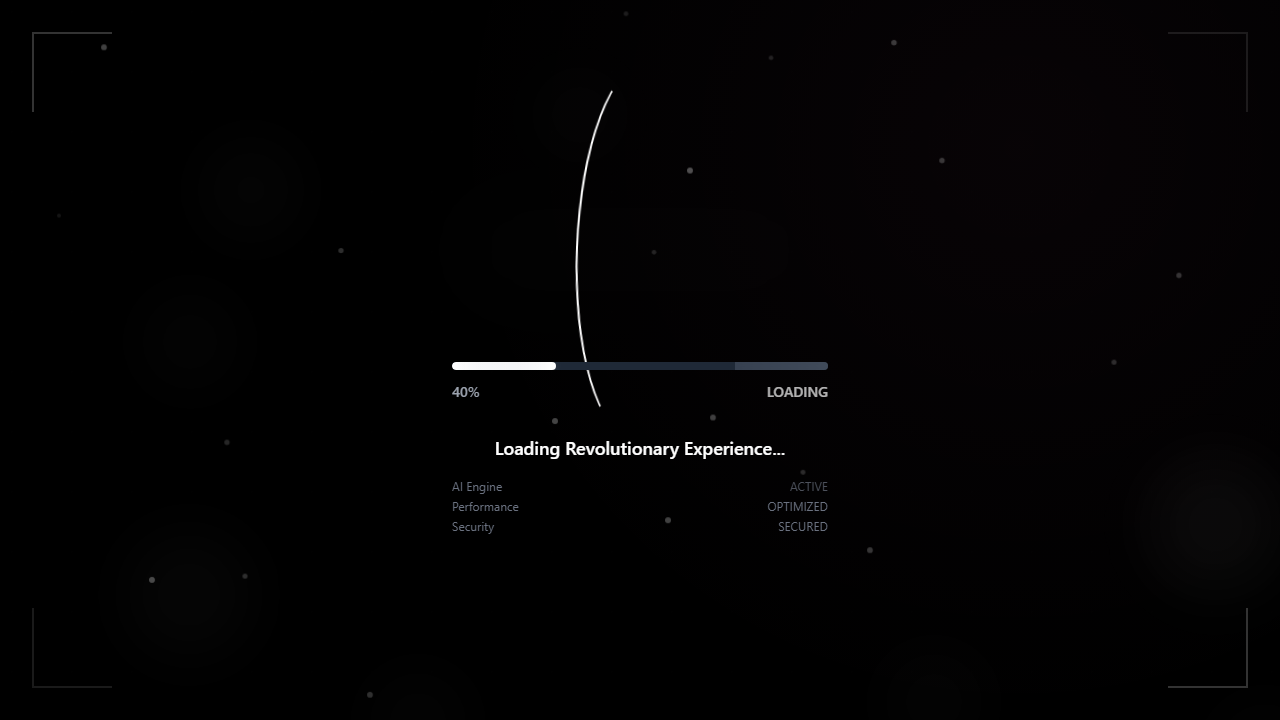 40% LOADING
Loading Revolutionary Experience...
AI Engine ACTIVE
Performance OPTIMIZED
Security SECURED